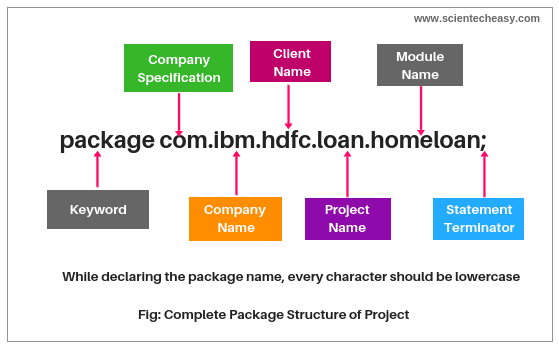 www.scientecheasy.com
Company
Specification
Client
Name
Module
Name
package com.ibm.hdfc.loan.homeloan;
Keyword
Company
Name
Project
Name
Statement
Terminator
While declaring the package name, every character should be lowercase
Fig: Complete Package Structure of Project